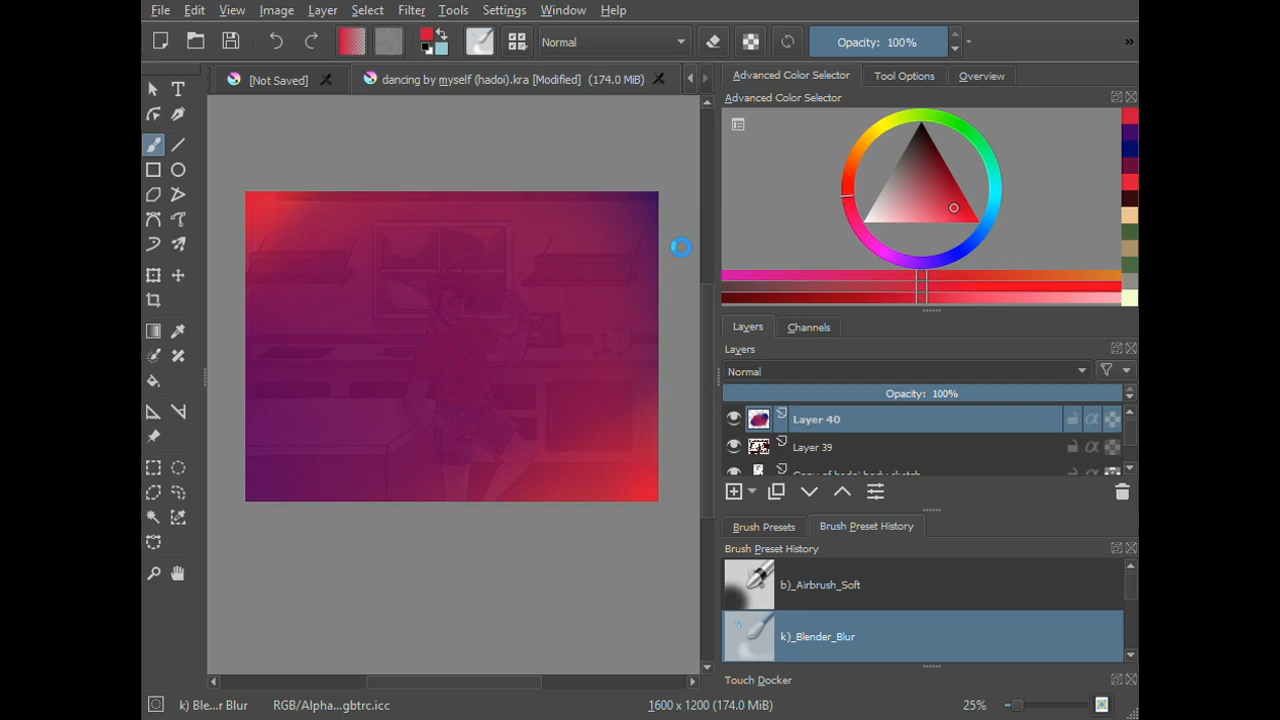 File Edit View Image Layer Select Filter Tools Settings Window Help
Normal Opacity: 100% »
[Not Saved] dancing by myself (hadoi).kra [Modified] (174.0 MiB)
Advanced Color Selector Tool Options Overview
Advanced Color Selector
Layers Channels
Layers
Normal
Opacity: 100%
Layer 40
Layer 39
Brush Presets Brush Preset History
Brush Preset History
b)_Airbrush_Soft
k)_Blender_Blur
Touch Docker
k) Ble...r Blur RGB/Alpha...gbtrc.icc 1600 x 1200 (174.0 MiB) 25%